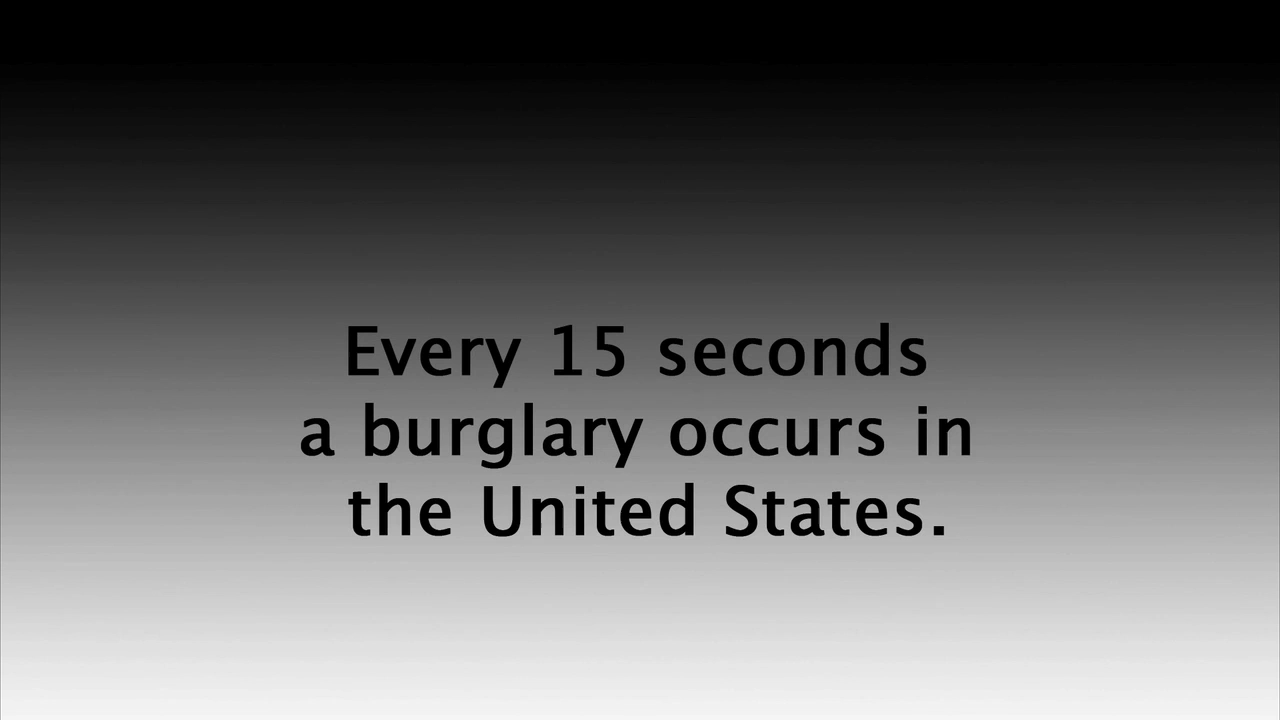 Every 15 seconds
a burglary occurs in
the United States.